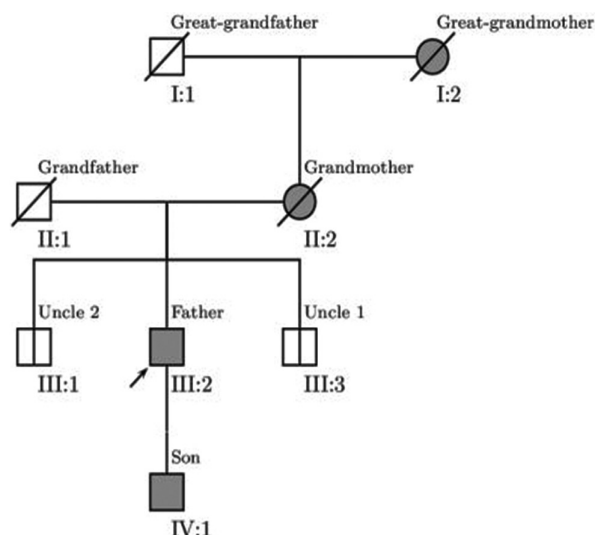 Great-grandfather
Great-grandmother
I:1
I:2
Grandfather
Grandmother
II:1
II:2
Uncle 2
Father
Uncle 1
III:1
III:2
III:3
Son
IV:1